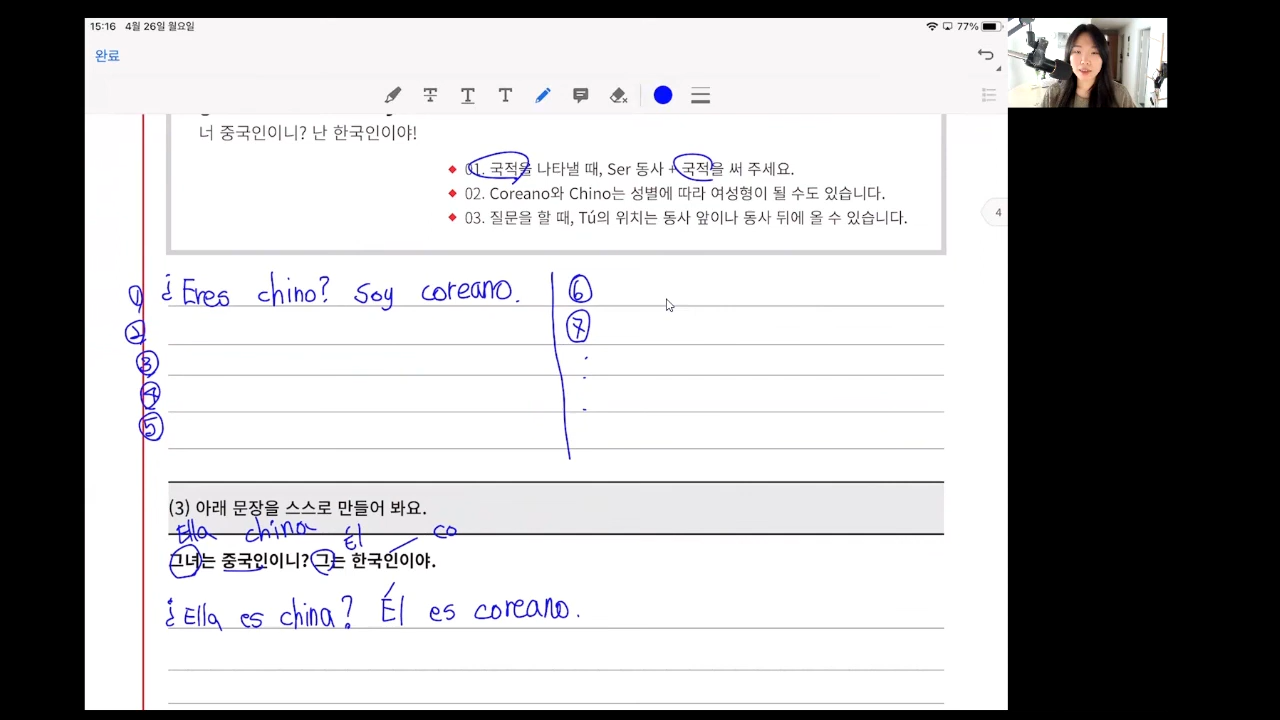 15:16 4월 26일 월요일
77%
완료
너 중국인이니? 난 한국인이야!
01. 국적을 나타낼 때, Ser 동사 + 국적을 써 주세요.
02. Coreano와 Chino는 성별에 따라 여성형이 될 수도 있습니다.
03. 질문을 할 때, Tú의 위치는 동사 앞이나 동사 뒤에 올 수 있습니다.
4
① ¿Eres chino? Soy coreano. ⑥
② ⑦
③
④
⑤
(3) 아래 문장을 스스로 만들어 봐요.
Ella china Él co
그녀는 중국인이니? 그는 한국인이야.
¿Ella es china? Él es coreano.